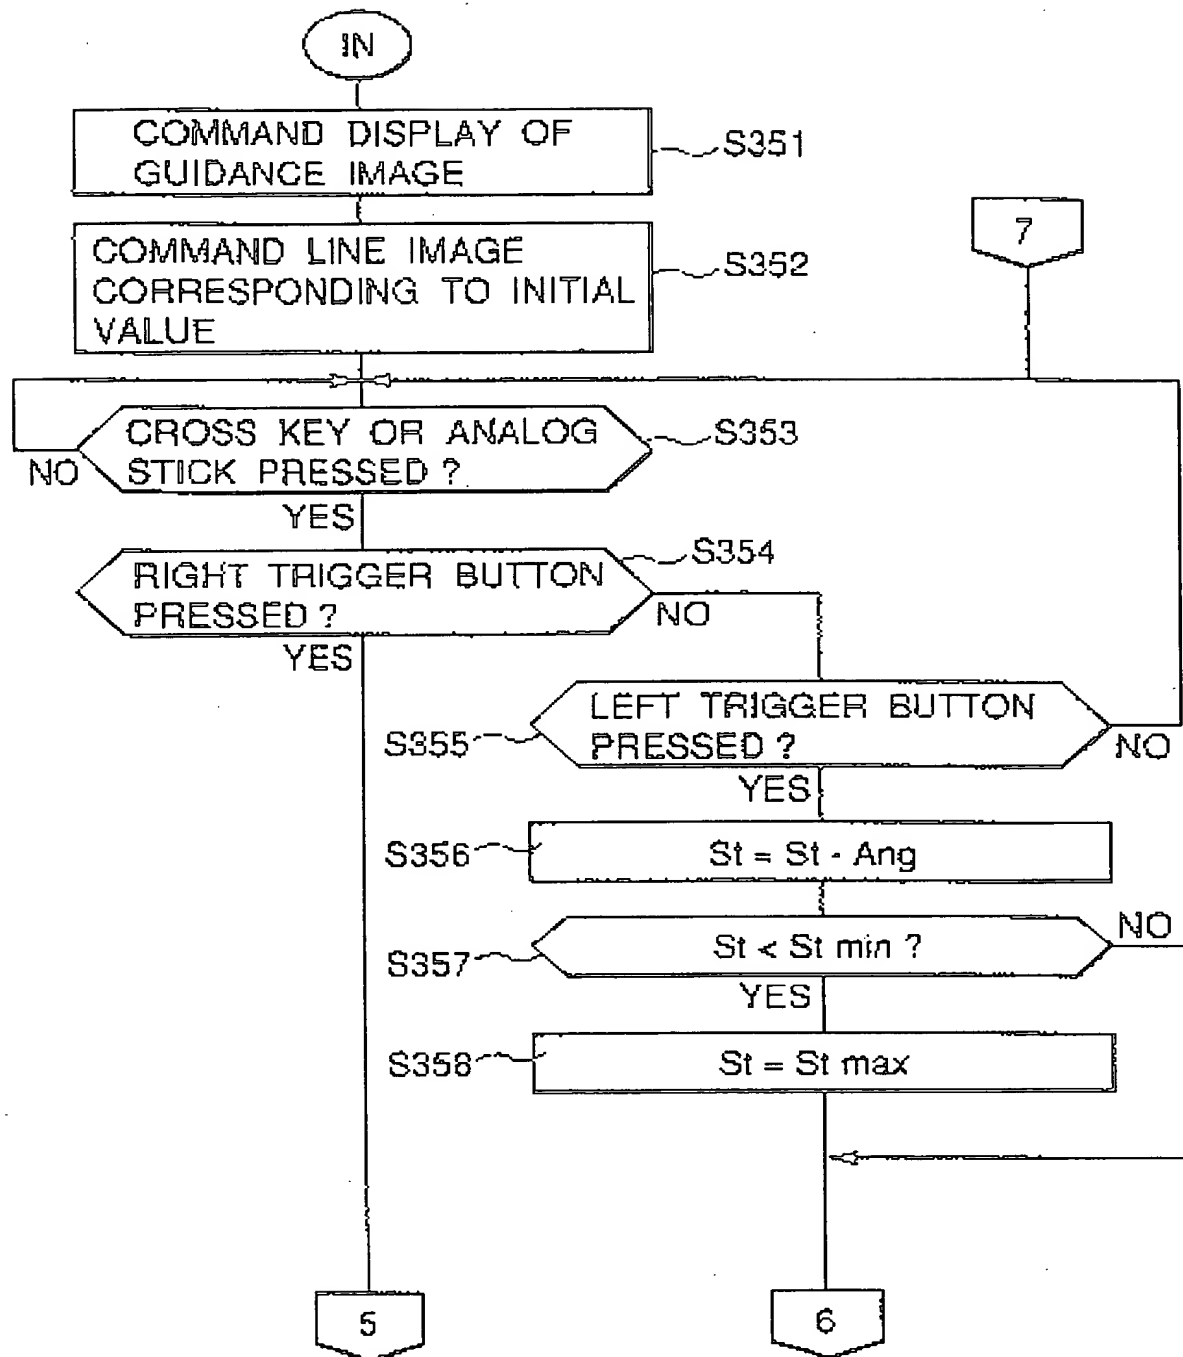 IN
COMMAND DISPLAY OF
GUIDANCE IMAGE
S351
COMMAND LINE IMAGE
CORRESPONDING TO INITIAL
VALUE
S352
7
CROSS KEY OR ANALOG
STICK PRESSED ?
S353
NO
YES
RIGHT TRIGGER BUTTON
PRESSED ?
S354
NO
YES
LEFT TRIGGER BUTTON
PRESSED ?
S355
NO
YES
S356
St = St - Ang
S357
St < St min ?
NO
YES
S358
St = St max
5
6